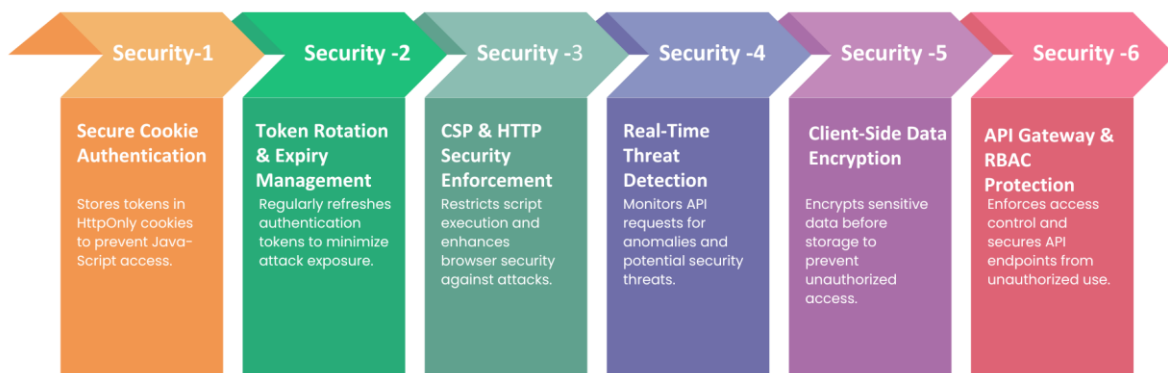 Security-1
Security -2
Security -3
Security -4
Security -5
Security -6
Secure Cookie
Authentication
Stores tokens in
HttpOnly cookies
to prevent Java-
Script access.
Token Rotation
& Expiry
Management
Regularly refreshes
authentication
tokens to minimize
attack exposure.
CSP & HTTP
Security
Enforcement
Restricts script
execution and
enhances
browser security
against attacks.
Real-Time
Threat
Detection
Monitors API
requests for
anomalies and
potential security
threats.
Client-Side Data
Encryption
Encrypts sensitive
data before
storage to
prevent
unauthorized
access.
API Gateway &
RBAC
Protection
Enforces access
control and
secures API
endpoints from
unauthorized use.